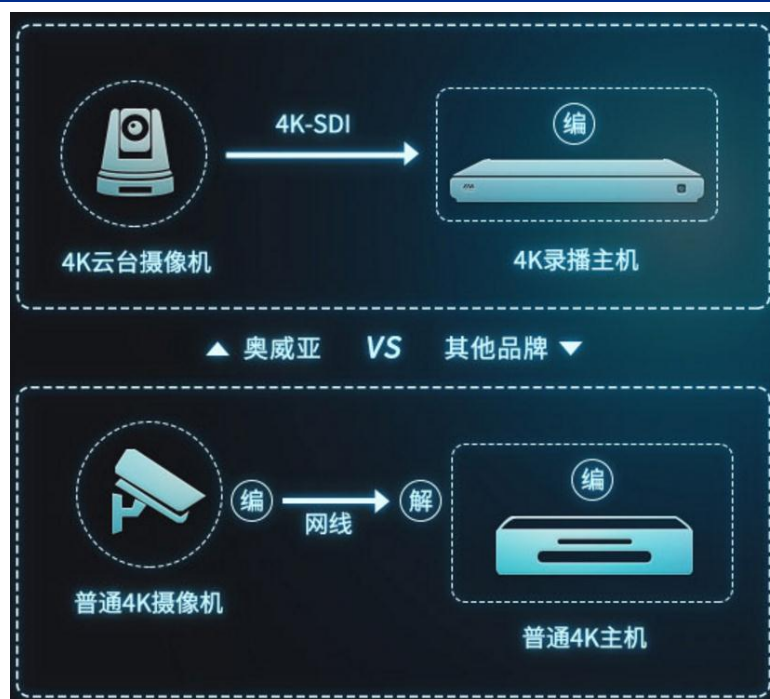 4K-SDI
编
4K云台摄像机
4K录播主机
▲ 奥威亚 VS 其他品牌 ▼
编
编
解
网线
普通4K摄像机
普通4K主机